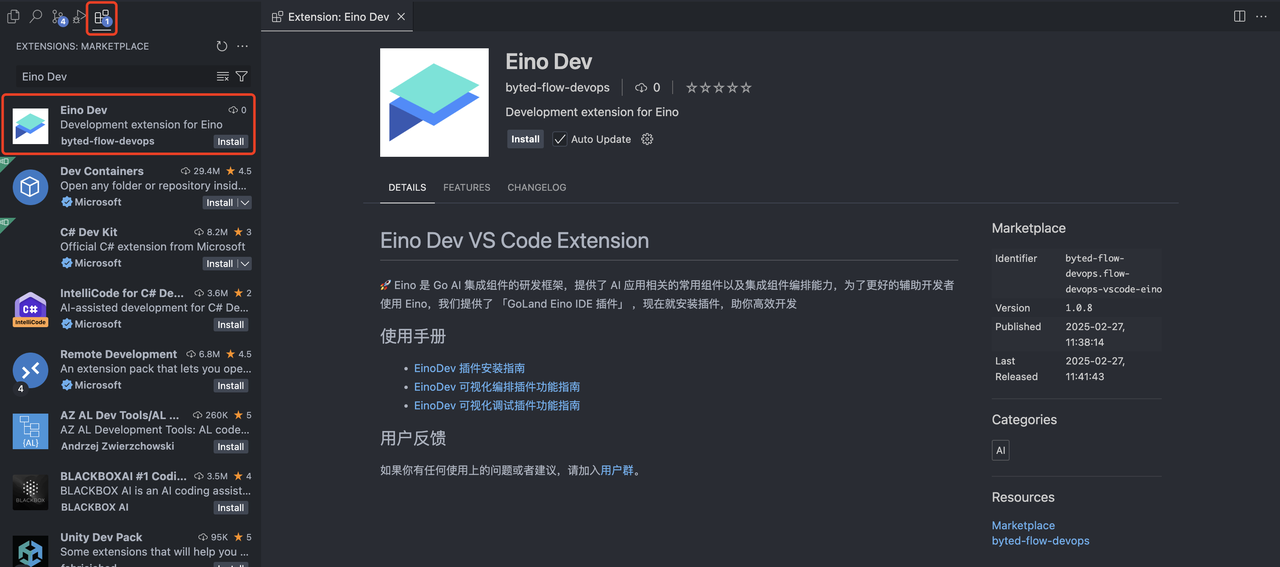 4
1
EXTENSIONS: MARKETPLACE
Eino Dev
Eino Dev 0
Development extension for Eino
byted-flow-devops Install
Dev Containers 29.4M 4.5
Open any folder or repository insid...
Microsoft Install
C# Dev Kit 8.2M 3
Official C# extension from Microsoft
Microsoft Install
IntelliCode for C# De... 3.6M 2
AI-assisted development for C# De...
Microsoft Install
C#
IntelliCode
Remote Development 6.8M 4.5
An extension pack that lets you ope...
Microsoft Install
4
AZ AL Dev Tools/AL ... 260K 5
AZ AL Development Tools: AL code...
Andrzej Zwierzchowski Install
{AL}
BLACKBOXAI #1 Codi... 3.5M 4
BLACKBOX AI is an AI coding assist...
BLACKBOX AI Install
BLACKBOX
Unity Dev Pack 95K 5
Some extensions that will help you ...
Extension: Eino Dev
Eino Dev
byted-flow-devops 0
Development extension for Eino
Install Auto Update
DETAILS FEATURES CHANGELOG
Eino Dev VS Code Extension
🚀 Eino 是 Go AI 集成组件的研发框架，提供了 AI 应用相关的常用组件以及集成组件编排能力，为了更好的辅助开发者
使用 Eino，我们提供了「GoLand Eino IDE 插件」，现在就安装插件，助你高效开发
使用手册
• EinoDev 插件安装指南
• EinoDev 可视化编排插件功能指南
• EinoDev 可视化调试插件功能指南
用户反馈
如果你有任何使用上的问题或者建议，请加入用户群。
Marketplace
Identifier byted-flow-
devops.flow-
devops-vscode-eino
Version 1.0.8
Published 2025-02-27,
11:38:14
Last 2025-02-27,
Released 11:41:43
Categories
AI
Resources
Marketplace
byted-flow-devops